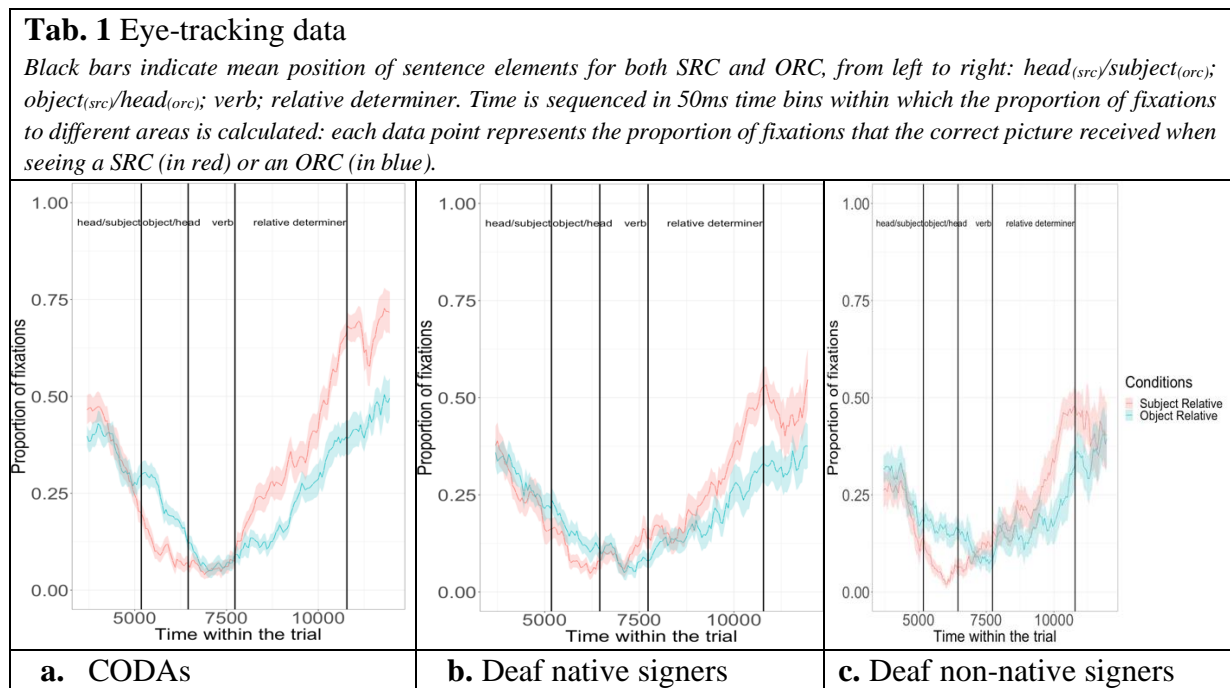 Tab. 1 Eye-tracking data
Black bars indicate mean position of sentence elements for both SRC and ORC, from left to right: head(src)/subject(orc);
object(src)/head(orc); verb; relative determiner. Time is sequenced in 50ms time bins within which the proportion of fixations
to different areas is calculated: each data point represents the proportion of fixations that the correct picture received when
seeing a SRC (in red) or an ORC (in blue).
1.00
head/subject object/head verb relative determiner
0.75
0.50
0.25
0.00
Proportion of fixations
5000 7500 10000
Time within the trial
1.00
head/subject object/head verb relative determiner
0.75
0.50
0.25
0.00
Proportion of fixations
5000 7500 10000
Time within the trial
1.00
head/subject object/head verb relative determiner
0.75
0.50
0.25
0.00
Proportion of fixations
5000 7500 10000
Time within the trial
Conditions
Subject Relative
Object Relative
a. CODAs
b. Deaf native signers
c. Deaf non-native signers